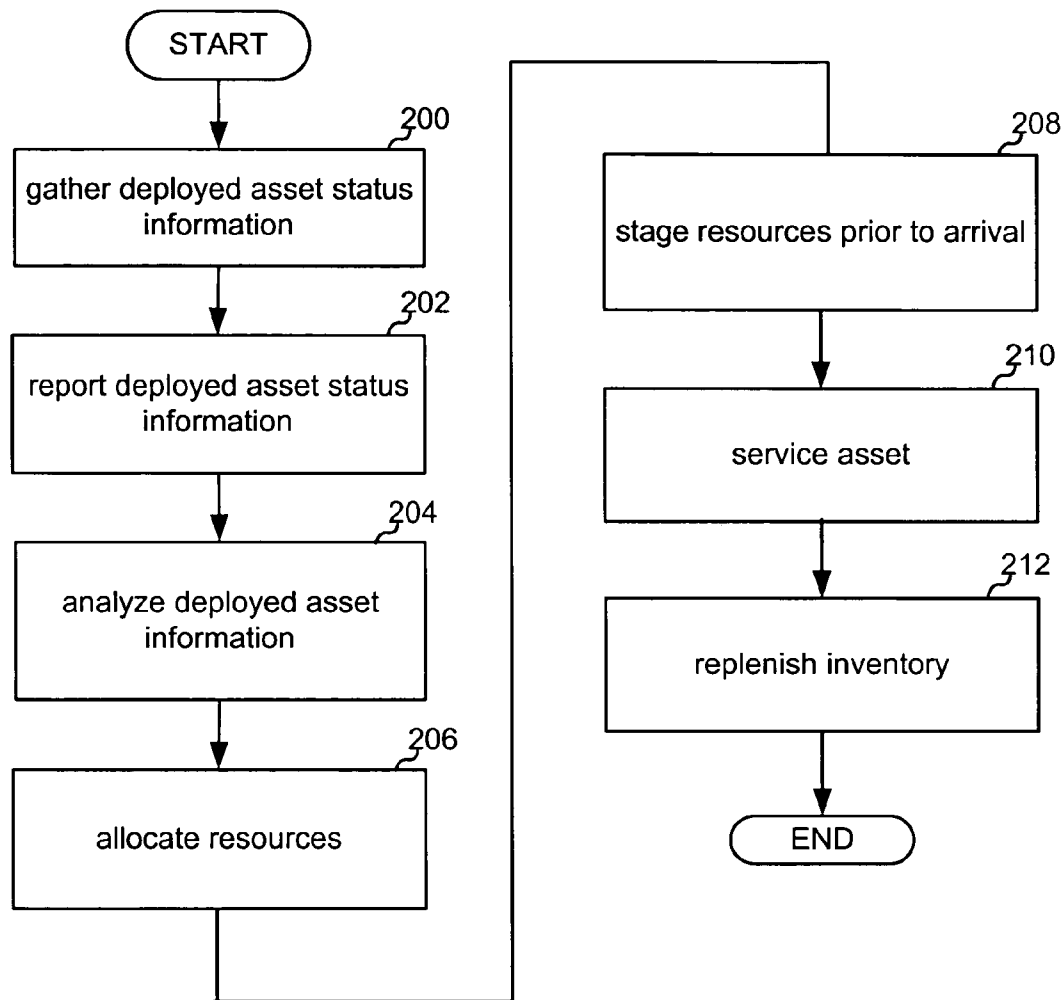 START
200
gather deployed asset status
information
202
report deployed asset status
information
204
analyze deployed asset
information
206
allocate resources
208
stage resources prior to arrival
210
service asset
212
replenish inventory
END